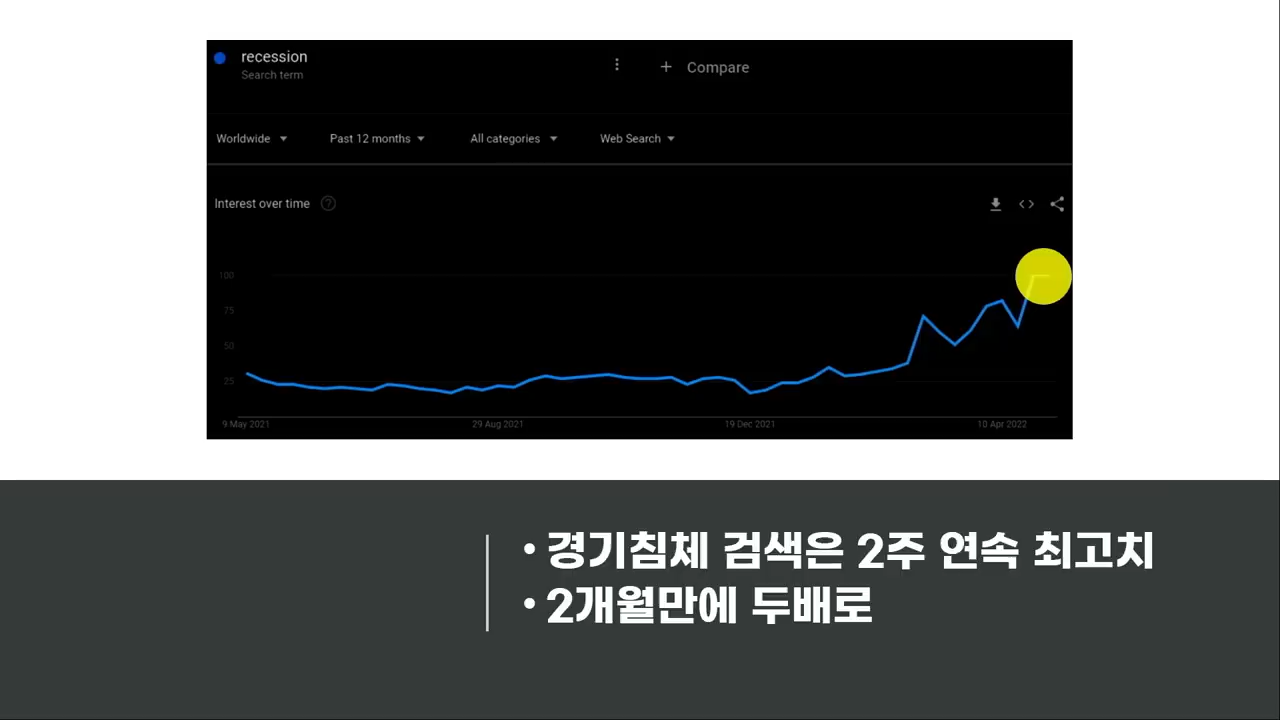 recession
Search term
+ Compare
Worldwide
Past 12 months
All categories
Web Search
Interest over time
100
75
50
25
9 May 2021
29 Aug 2021
19 Dec 2021
10 Apr 2022
• 경기침체 검색은 2주 연속 최고치
• 2개월만에 두배로